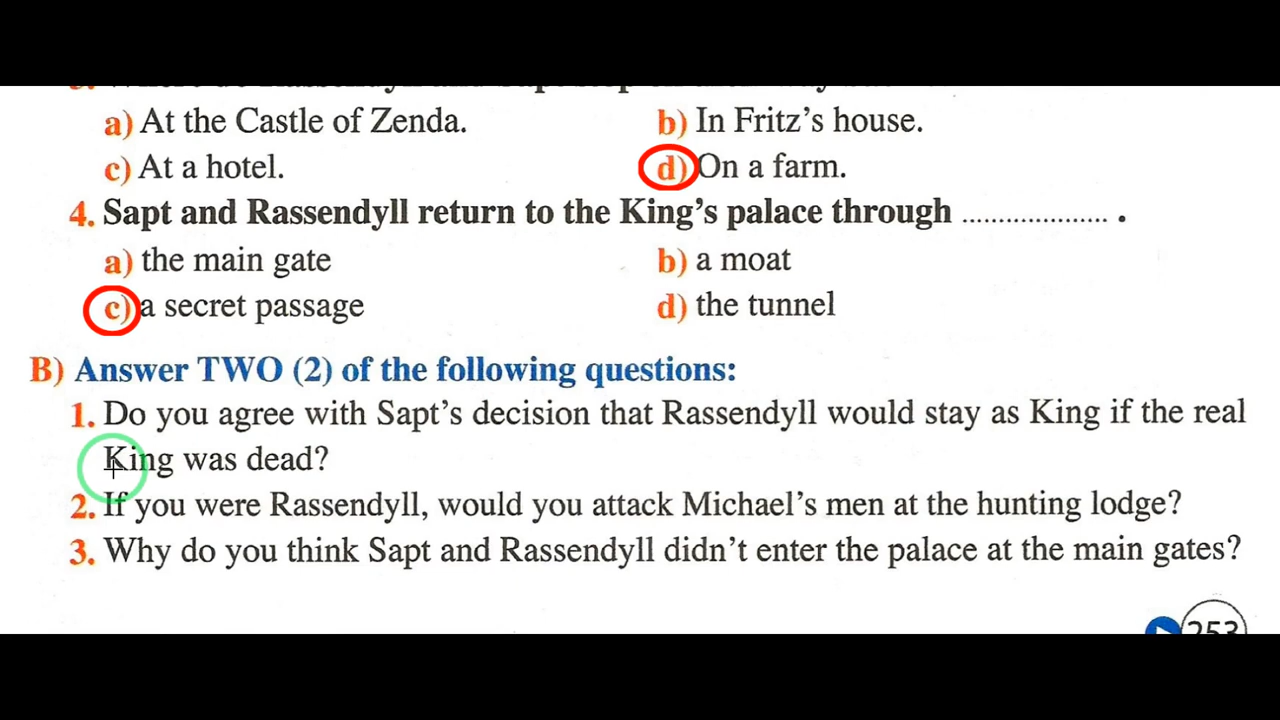 a) At the Castle of Zenda. b) In Fritz's house.
c) At a hotel. d) On a farm.
4. Sapt and Rassendyll return to the King's palace through .................... .
a) the main gate b) a moat
c) a secret passage d) the tunnel
B) Answer TWO (2) of the following questions:
1. Do you agree with Sapt's decision that Rassendyll would stay as King if the real
King was dead?
2. If you were Rassendyll, would you attack Michael's men at the hunting lodge?
3. Why do you think Sapt and Rassendyll didn't enter the palace at the main gates?
253